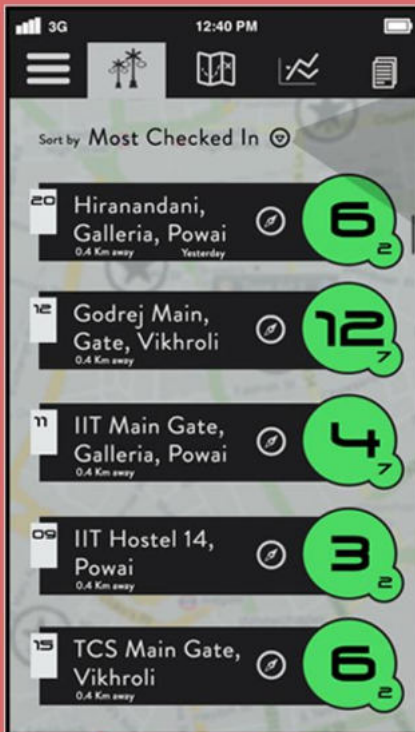 3G 12:40 PM
Sort by Most Checked In
20
Hiranandani,
Galleria, Powai
0.4 Km away Yesterday
6
2
12
Godrej Main,
Gate, Vikhroli
0.4 Km away
12
7
11
IIT Main Gate,
Galleria, Powai
0.4 Km away
4
7
09
IIT Hostel 14,
Powai
0.4 Km away
3
2
15
TCS Main Gate,
Vikhroli
0.4 Km away
6
2